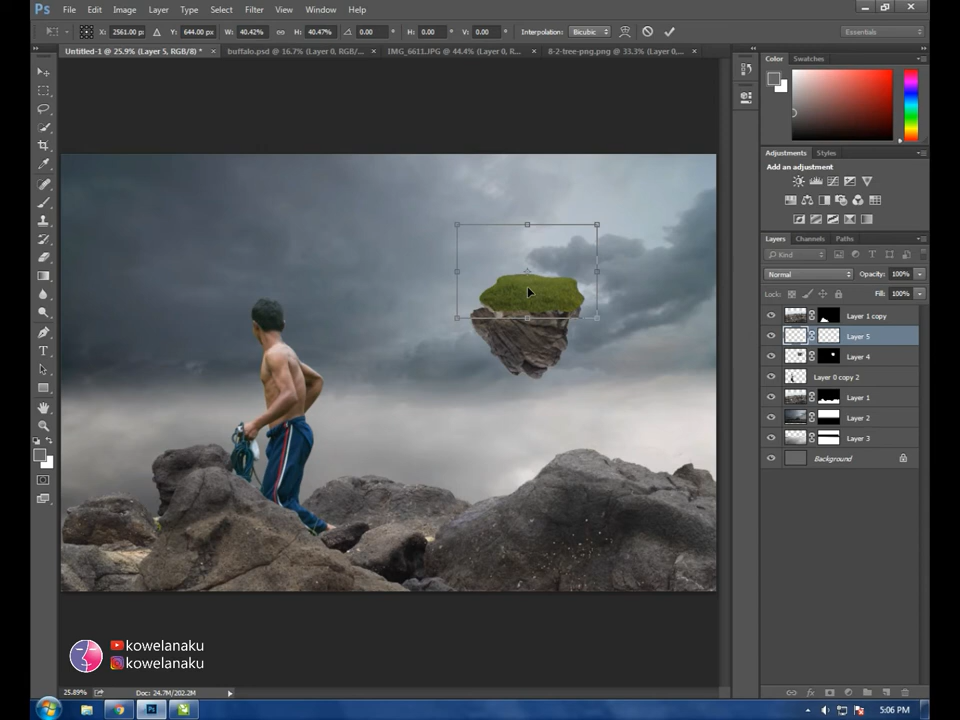 Ps File Edit Image Layer Type Select Filter View Window Help
X: 2561.00 px Y: 644.00 px W: 40.42% H: 40.47% 0.00 ° H: 0.00 ° V: 0.00 ° Interpolation: Bicubic Essentials
Untitled-1 @ 25.9% (Layer 5, RGB/8) * × buffalo.psd @ 16.7% (Layer 0, RGB/... × IMG_6611.JPG @ 44.4% (Layer 0, R... × 8-2-tree-png.png @ 33.3% (Layer 0,... ×
Color Swatches
Adjustments Styles
Add an adjustment
Layers Channels Paths
Kind
Normal Opacity: 100%
Lock: Fill: 100%
Layer 1 copy
Layer 5
Layer 4
Layer 0 copy 2
Layer 1
Layer 2
Layer 3
Background
kowelanaku
kowelanaku
25.89% Doc: 24.7M/202.2M
5:06 PM